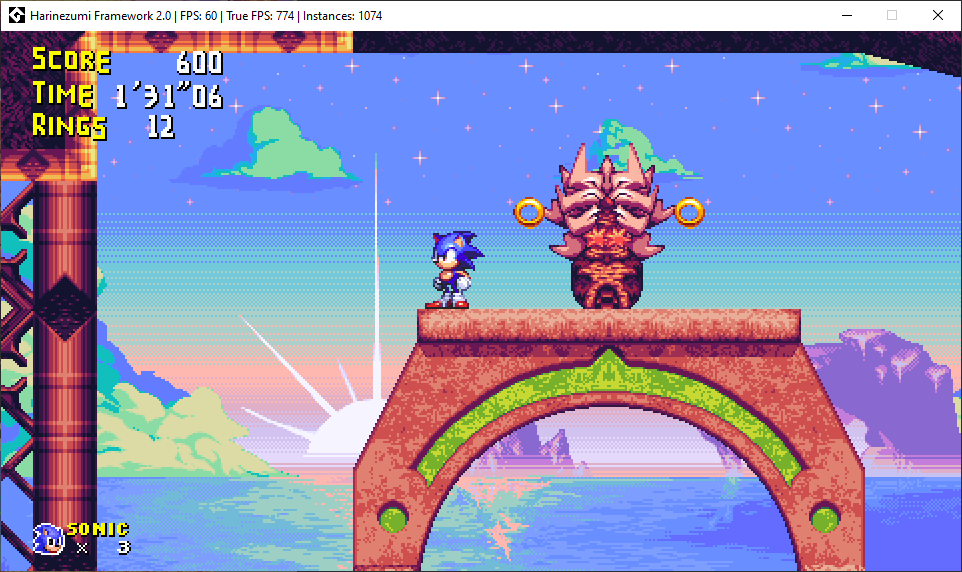 Harinezumi Framework 2.0 | FPS: 60 | True FPS: 774 | Instances: 1074
SCORE 600
TIME 1'31"06
RINGS 12
SONIC
× 3